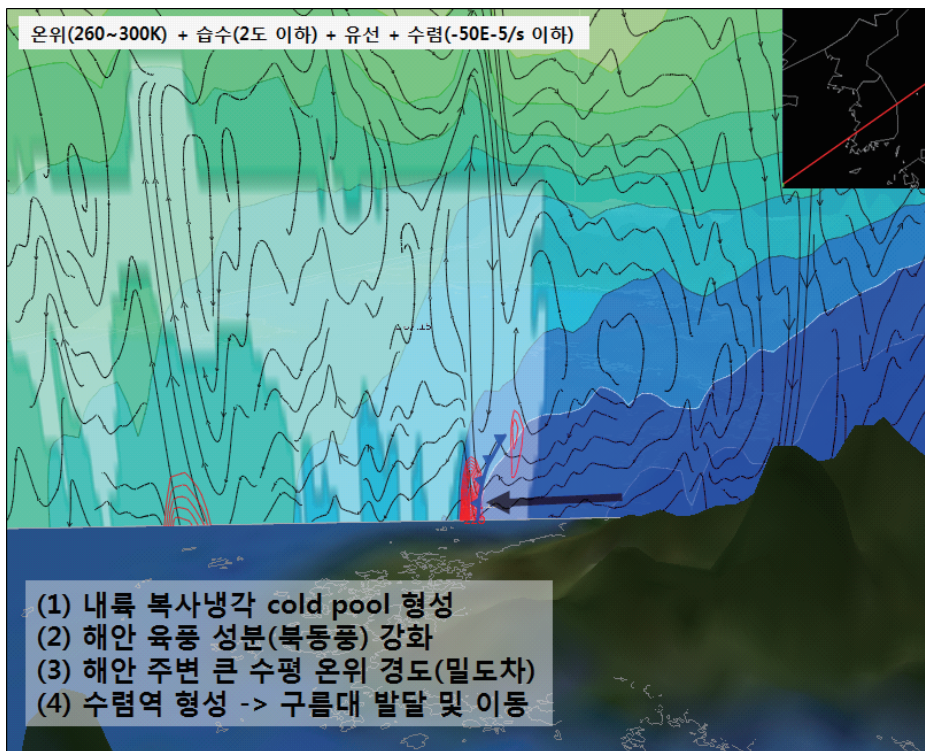 온위(260~300K) + 습수(2도 이하) + 유선 + 수렴(-50E-5/s 이하)
(1) 내륙 복사냉각 cold pool 형성
(2) 해안 육풍 성분(북동풍) 강화
(3) 해안 주변 큰 수평 온위 경도(밀도차)
(4) 수렴역 형성 -> 구름대 발달 및 이동